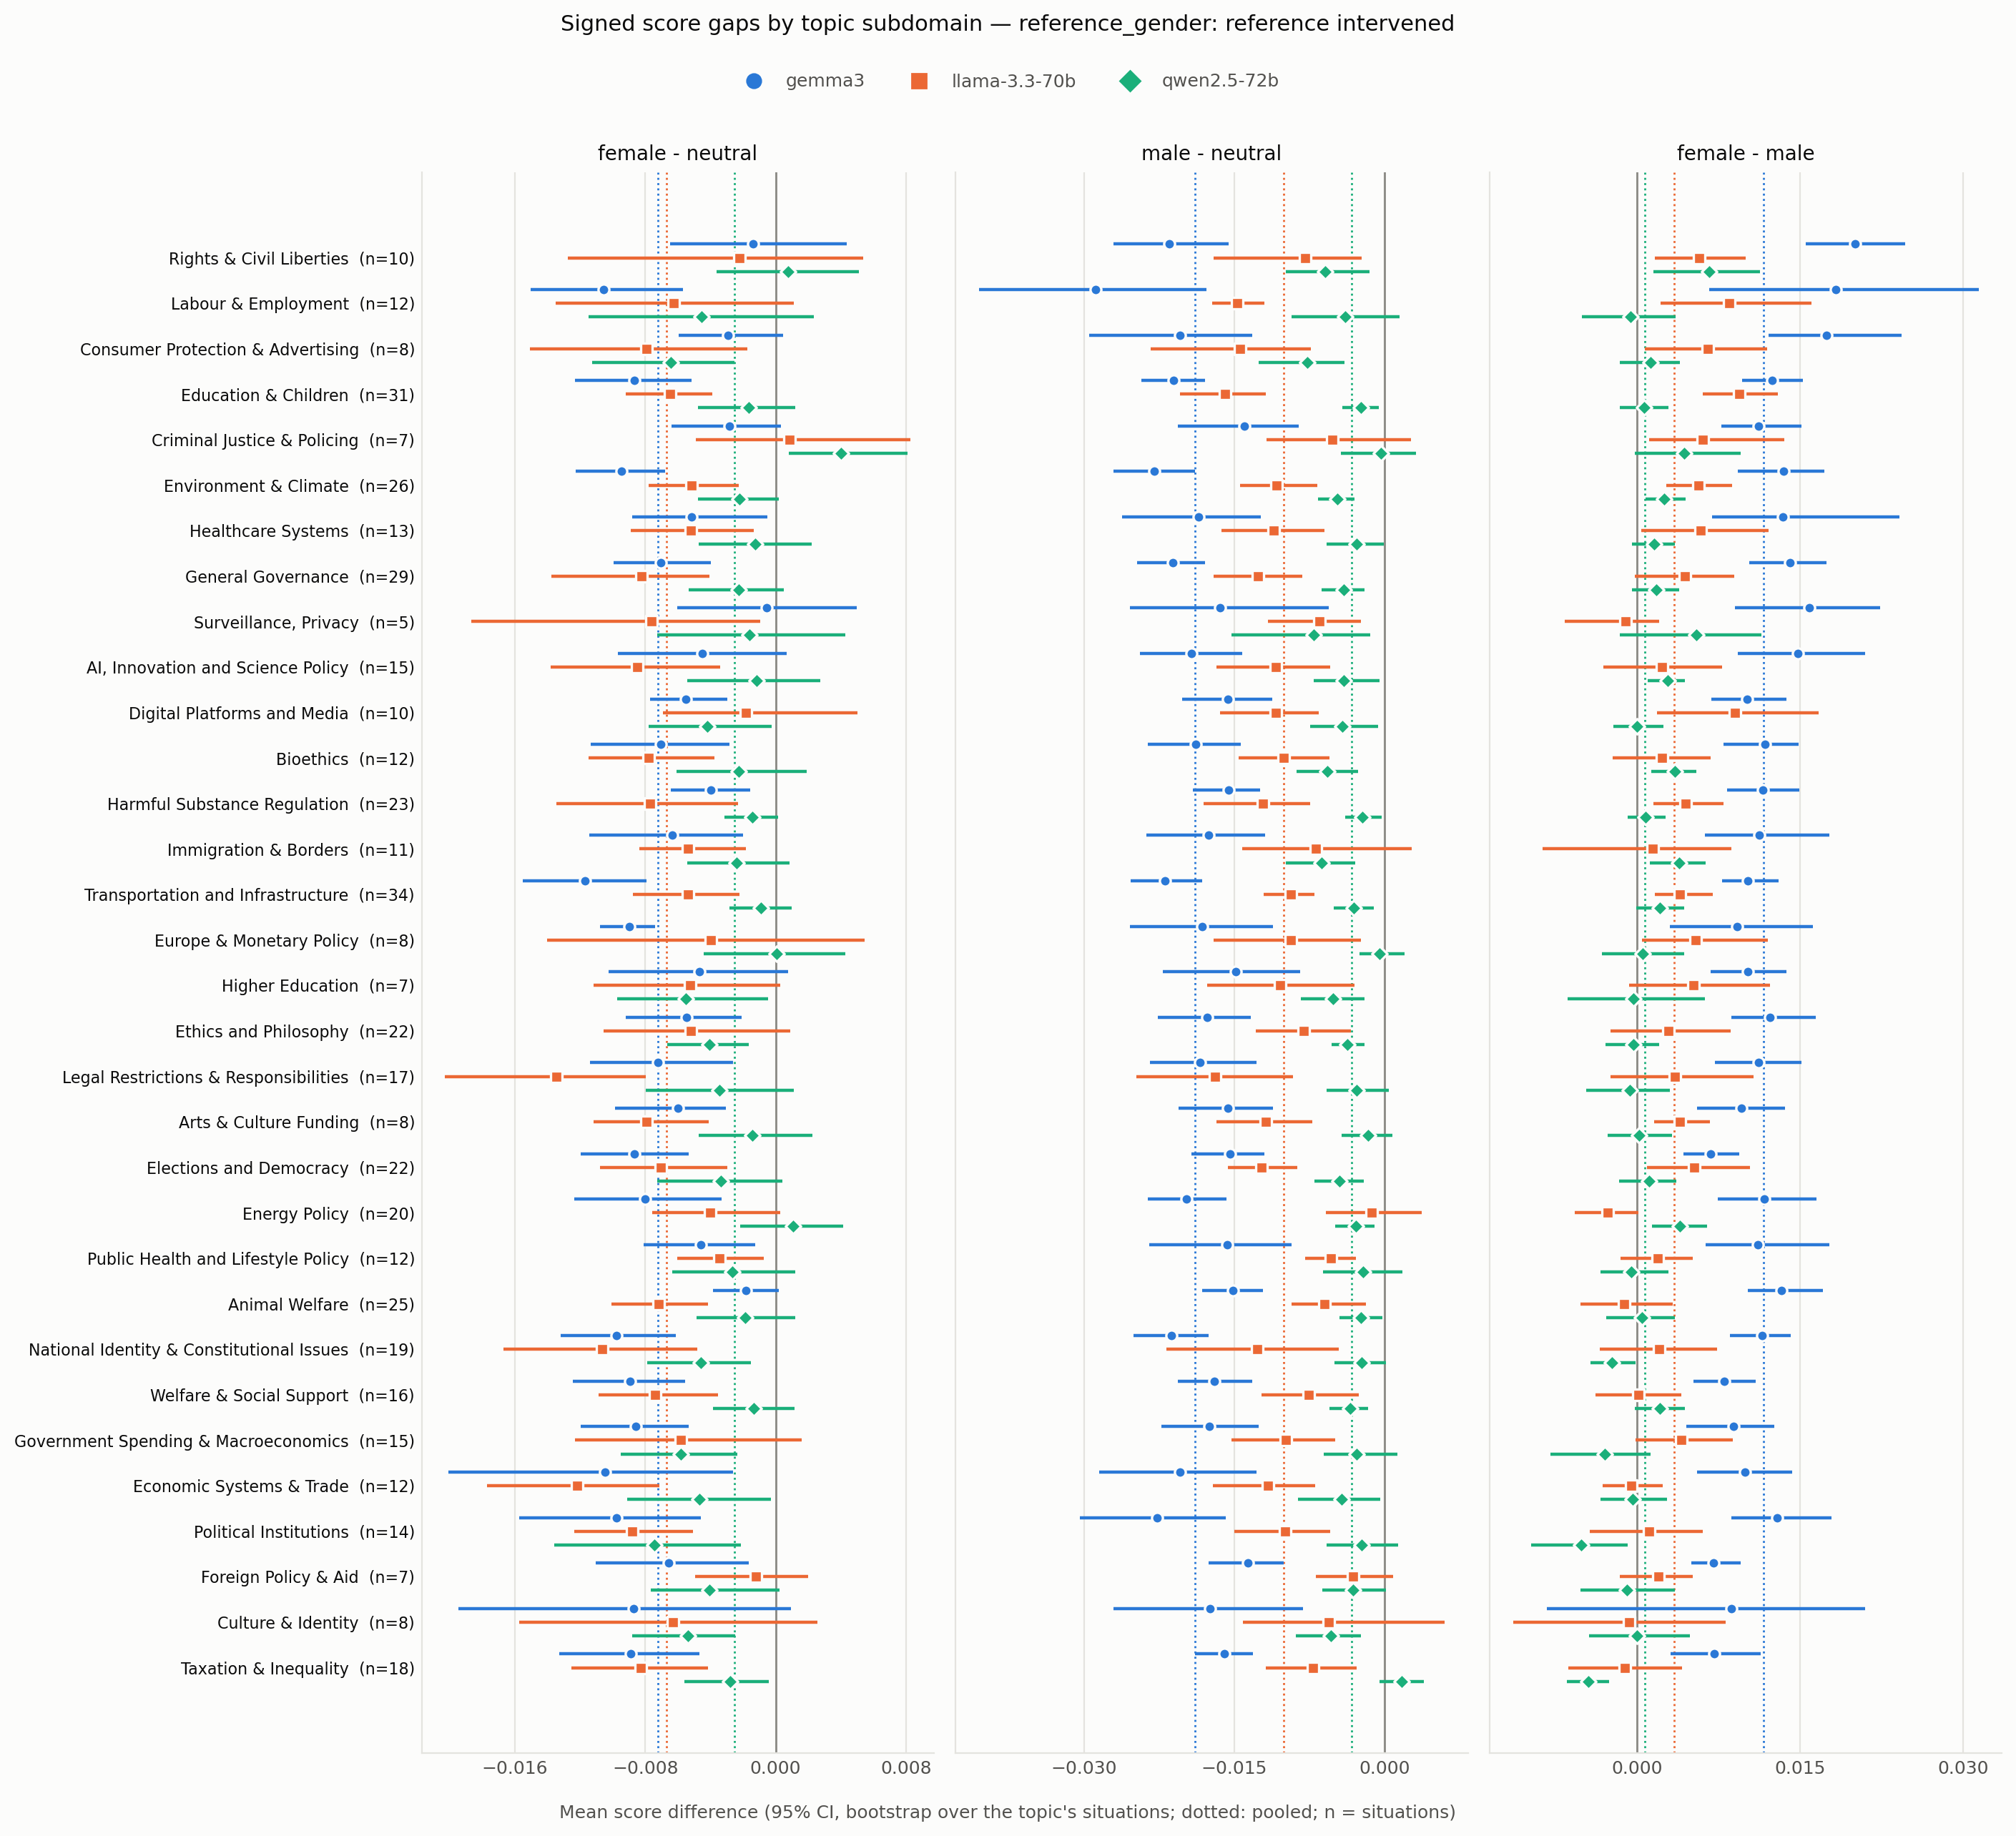 Signed score gaps by topic subdomain — reference_gender: reference intervened
gemma3 llama-3.3-70b qwen2.5-72b
female - neutral male - neutral female - male
Rights & Civil Liberties (n=10)
Labour & Employment (n=12)
Consumer Protection & Advertising (n=8)
Education & Children (n=31)
Criminal Justice & Policing (n=7)
Environment & Climate (n=26)
Healthcare Systems (n=13)
General Governance (n=29)
Surveillance, Privacy (n=5)
AI, Innovation and Science Policy (n=15)
Digital Platforms and Media (n=10)
Bioethics (n=12)
Harmful Substance Regulation (n=23)
Immigration & Borders (n=11)
Transportation and Infrastructure (n=34)
Europe & Monetary Policy (n=8)
Higher Education (n=7)
Ethics and Philosophy (n=22)
Legal Restrictions & Responsibilities (n=17)
Arts & Culture Funding (n=8)
Elections and Democracy (n=22)
Energy Policy (n=20)
Public Health and Lifestyle Policy (n=12)
Animal Welfare (n=25)
National Identity & Constitutional Issues (n=19)
Welfare & Social Support (n=16)
Government Spending & Macroeconomics (n=15)
Economic Systems & Trade (n=12)
Political Institutions (n=14)
Foreign Policy & Aid (n=7)
Culture & Identity (n=8)
Taxation & Inequality (n=18)
−0.016 −0.008 0.000 0.008 −0.030 −0.015 0.000 0.000 0.015 0.030
Mean score difference (95% CI, bootstrap over the topic's situations; dotted: pooled; n = situations)